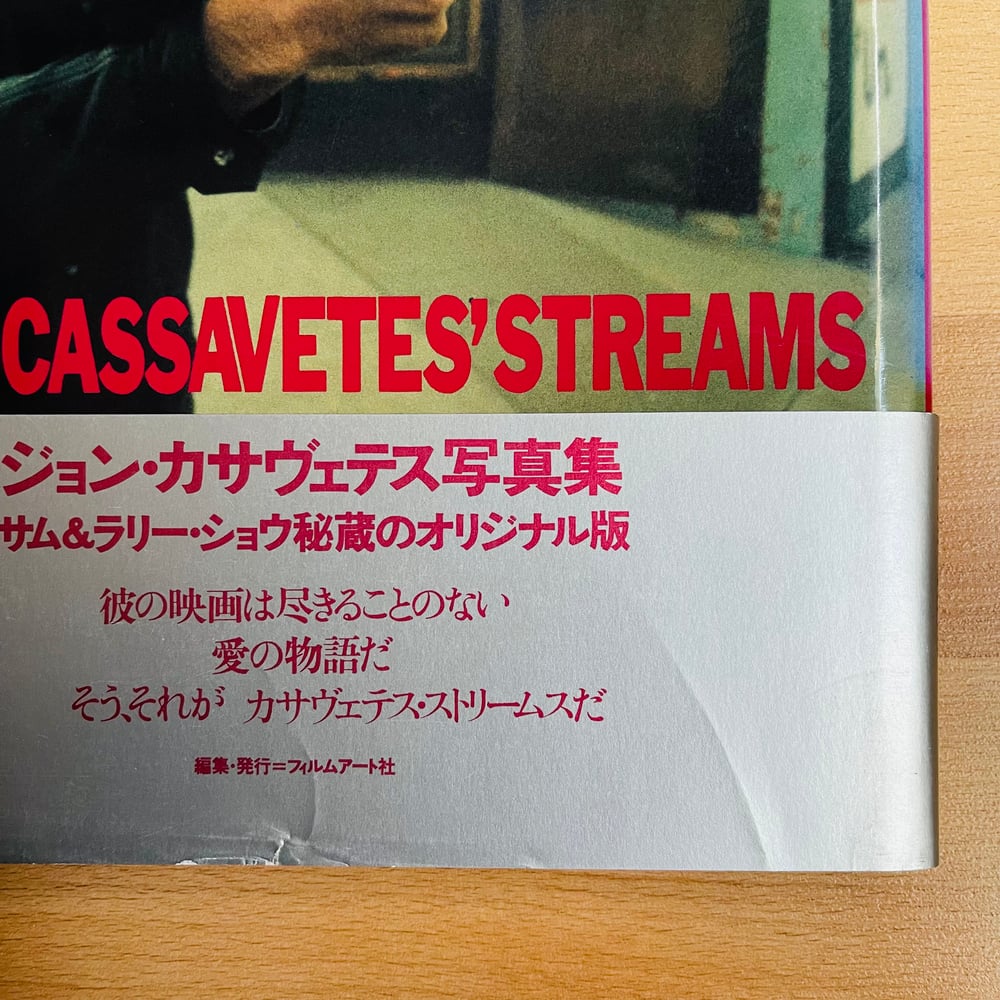 CASSAVETES'STREAMS
ジョン・カサヴェテス写真集
サム&ラリー・ショウ秘蔵のオリジナル版
彼の映画は尽きることのない
愛の物語だ
そう、それが カサヴェテス・ストリームスだ
編集・発行=フィルムアート社